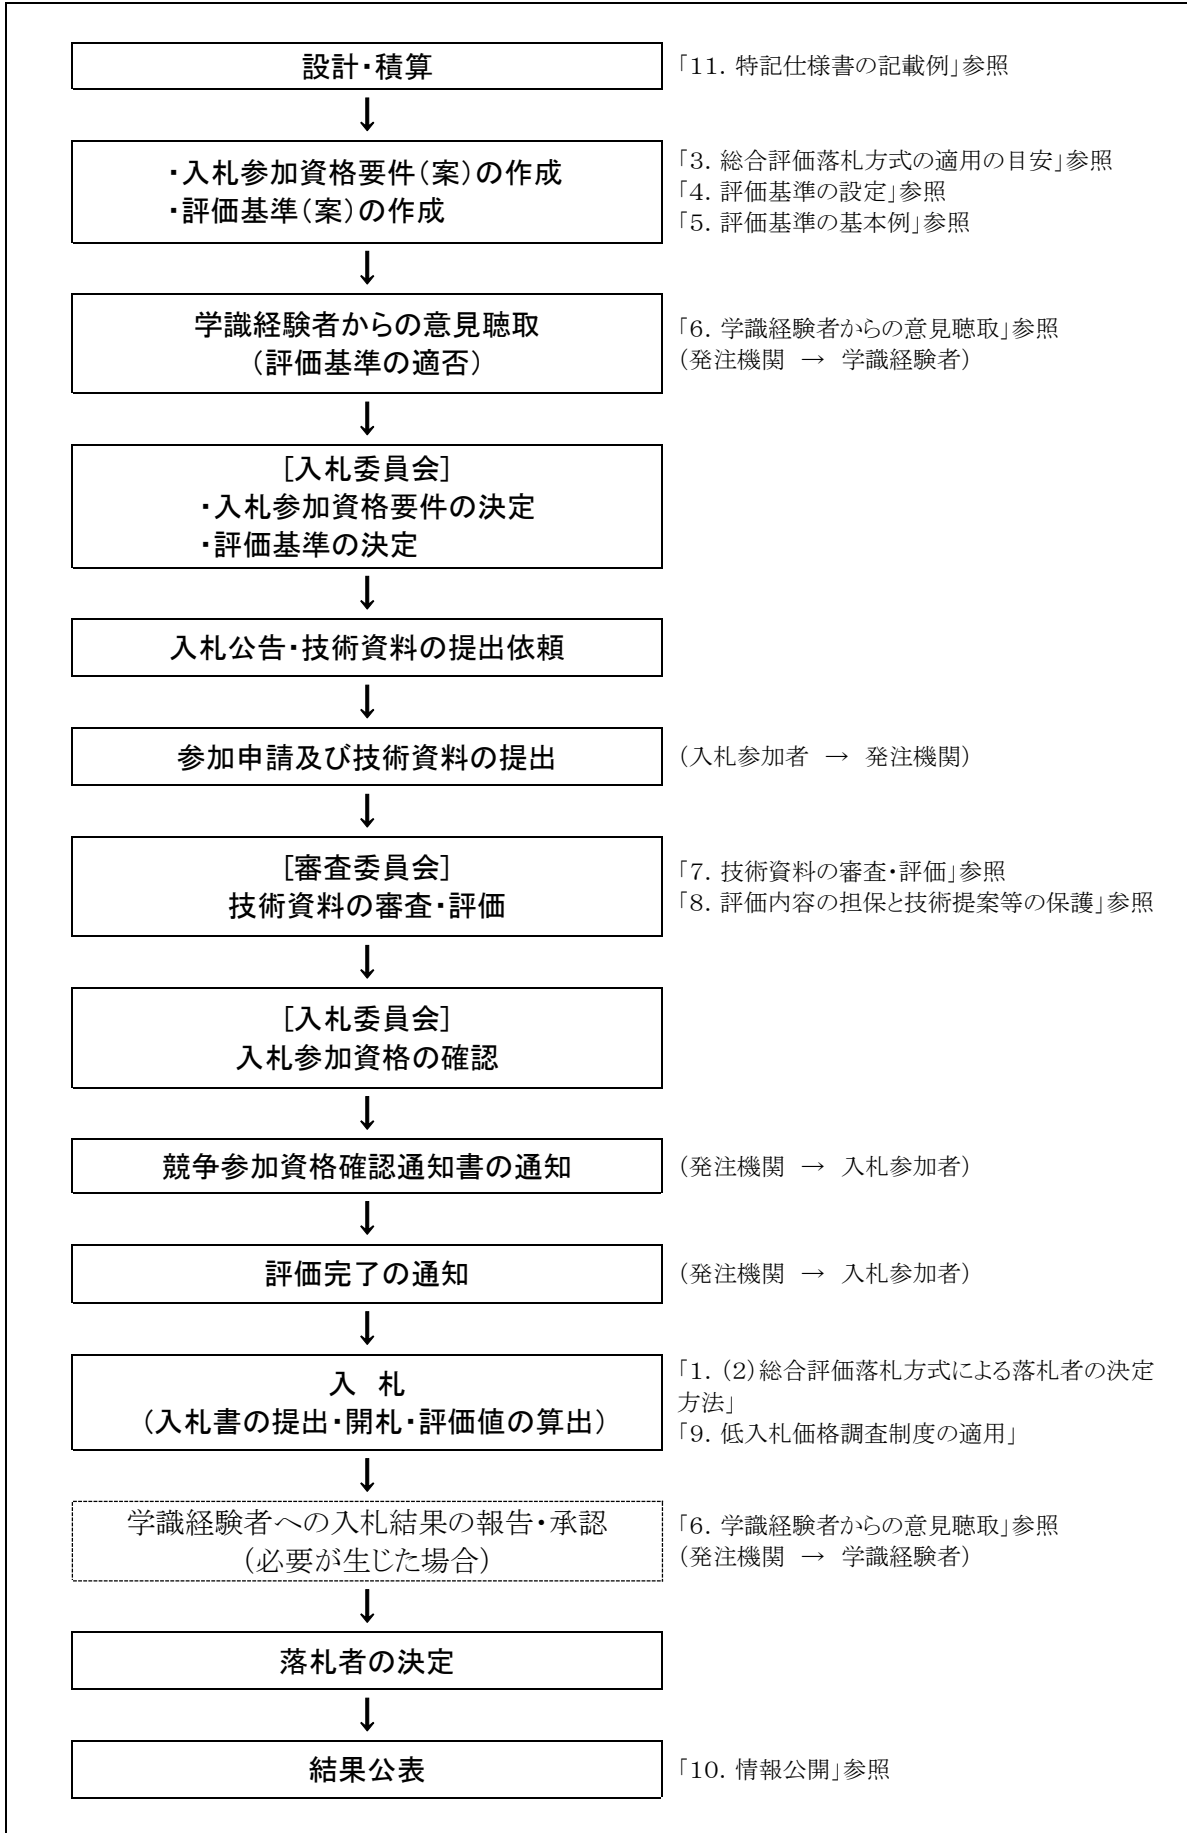 設計・積算
「11．特記仕様書の記載例」参照
↓
・入札参加資格要件（案）の作成
・評価基準（案）の作成
「3．総合評価落札方式の適用の目安」参照
「4．評価基準の設定」参照
「5．評価基準の基本例」参照
↓
学識経験者からの意見聴取
（評価基準の適否）
「6．学識経験者からの意見聴取」参照
（発注機関　→　学識経験者）
↓
［入札委員会］
・入札参加資格要件の決定
・評価基準の決定
↓
入札公告・技術資料の提出依頼
↓
参加申請及び技術資料の提出
（入札参加者　→　発注機関）
↓
［審査委員会］
技術資料の審査・評価
「7．技術資料の審査・評価」参照
「8．評価内容の担保と技術提案等の保護」参照
↓
［入札委員会］
入札参加資格の確認
↓
競争参加資格確認通知書の通知
（発注機関　→　入札参加者）
↓
評価完了の通知
（発注機関　→　入札参加者）
↓
入　札
（入札書の提出・開札・評価値の算出）
「1．（2）総合評価落札方式による落札者の決定
方法」
「9．低入札価格調査制度の適用」
↓
学識経験者への入札結果の報告・承認
（必要が生じた場合）
「6．学識経験者からの意見聴取」参照
（発注機関　→　学識経験者）
↓
落札者の決定
↓
結果公表
「10．情報公開」参照